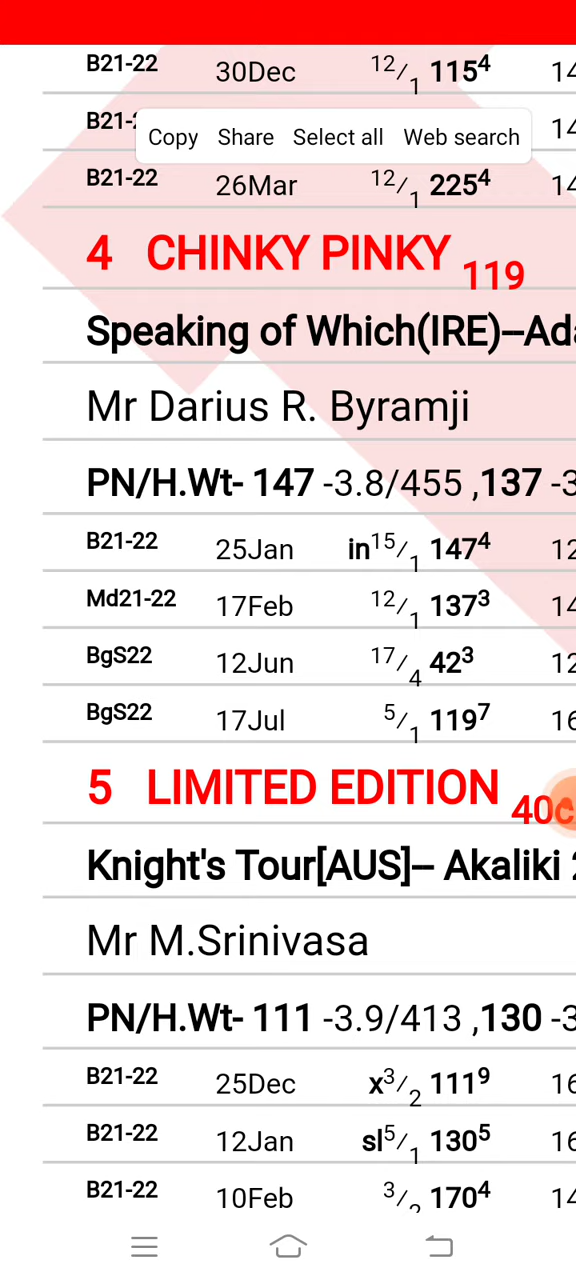 B21-22 30Dec 12/1 115⁴ 14
B21-2
Copy Share Select all Web search
B21-22 26Mar 12/1 225⁴ 14
4 CHINKY PINKY 119
Speaking of Which(IRE)--Ada
Mr Darius R. Byramji
PN/H.Wt- 147 -3.8/455 ,137 -3
B21-22 25Jan in15/1 147⁴ 12
Md21-22 17Feb 12/1 137³ 14
BgS22 12Jun 17/4 42³ 12
BgS22 17Jul 5/1 119⁷ 16
5 LIMITED EDITION 40c
Knight's Tour[AUS]-- Akaliki 2
Mr M.Srinivasa
PN/H.Wt- 111 -3.9/413 ,130 -3
B21-22 25Dec x3/2 111⁹ 16
B21-22 12Jan sl5/1 130⁵ 16
B21-22 10Feb 3/2 170⁴ 14